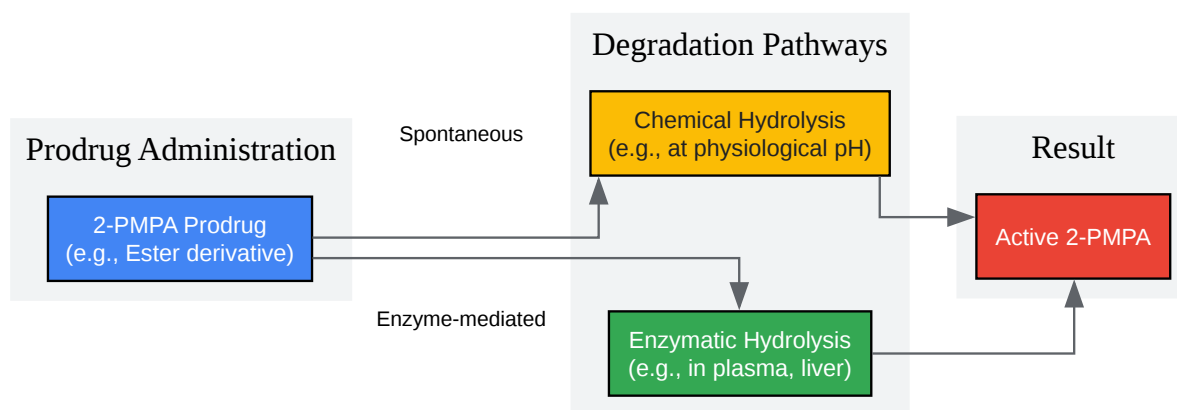 Prodrug Administration
2-PMPA Prodrug
(e.g., Ester derivative)
Spontaneous
Enzyme-mediated
Degradation Pathways
Chemical Hydrolysis
(e.g., at physiological pH)
Enzymatic Hydrolysis
(e.g., in plasma, liver)
Result
Active 2-PMPA